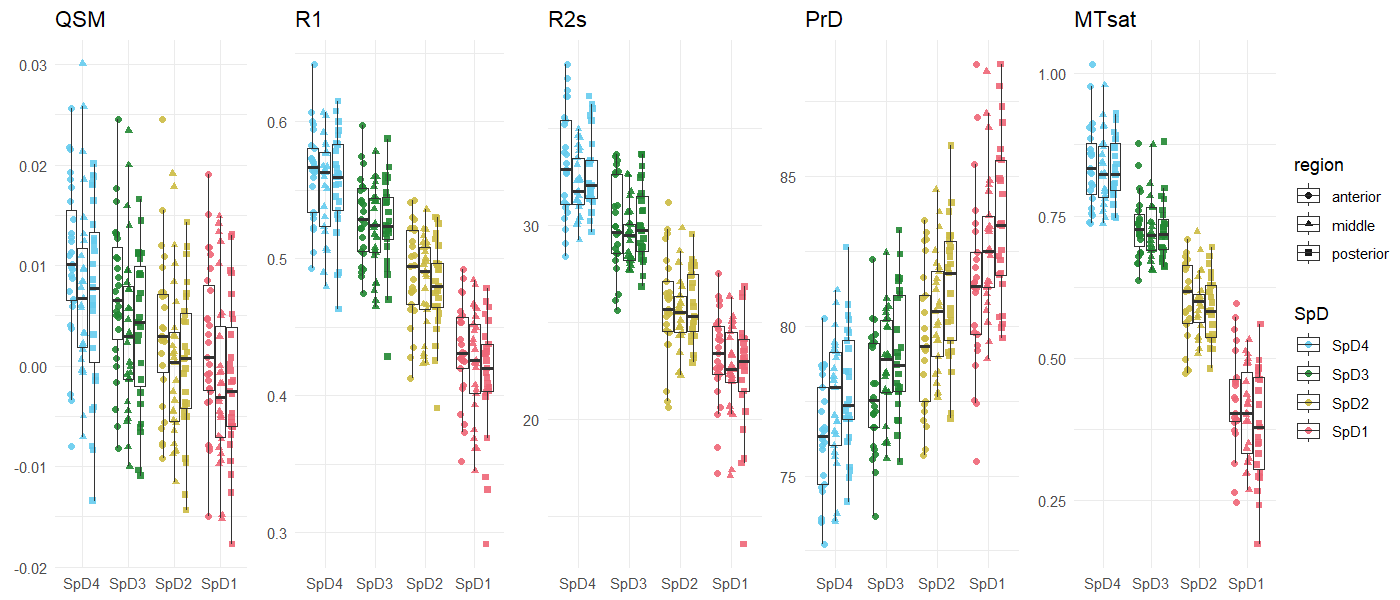 QSM
R1
R2s
PrD
MTsat
0.03
0.02
0.01
0.00
-0.01
-0.02
0.6
0.5
0.4
0.3
30
20
85
80
75
1.00
0.75
0.50
0.25
SpD4 SpD3 SpD2 SpD1
SpD4 SpD3 SpD2 SpD1
SpD4 SpD3 SpD2 SpD1
SpD4 SpD3 SpD2 SpD1
SpD4 SpD3 SpD2 SpD1
region
anterior
middle
posterior
SpD
SpD4
SpD3
SpD2
SpD1